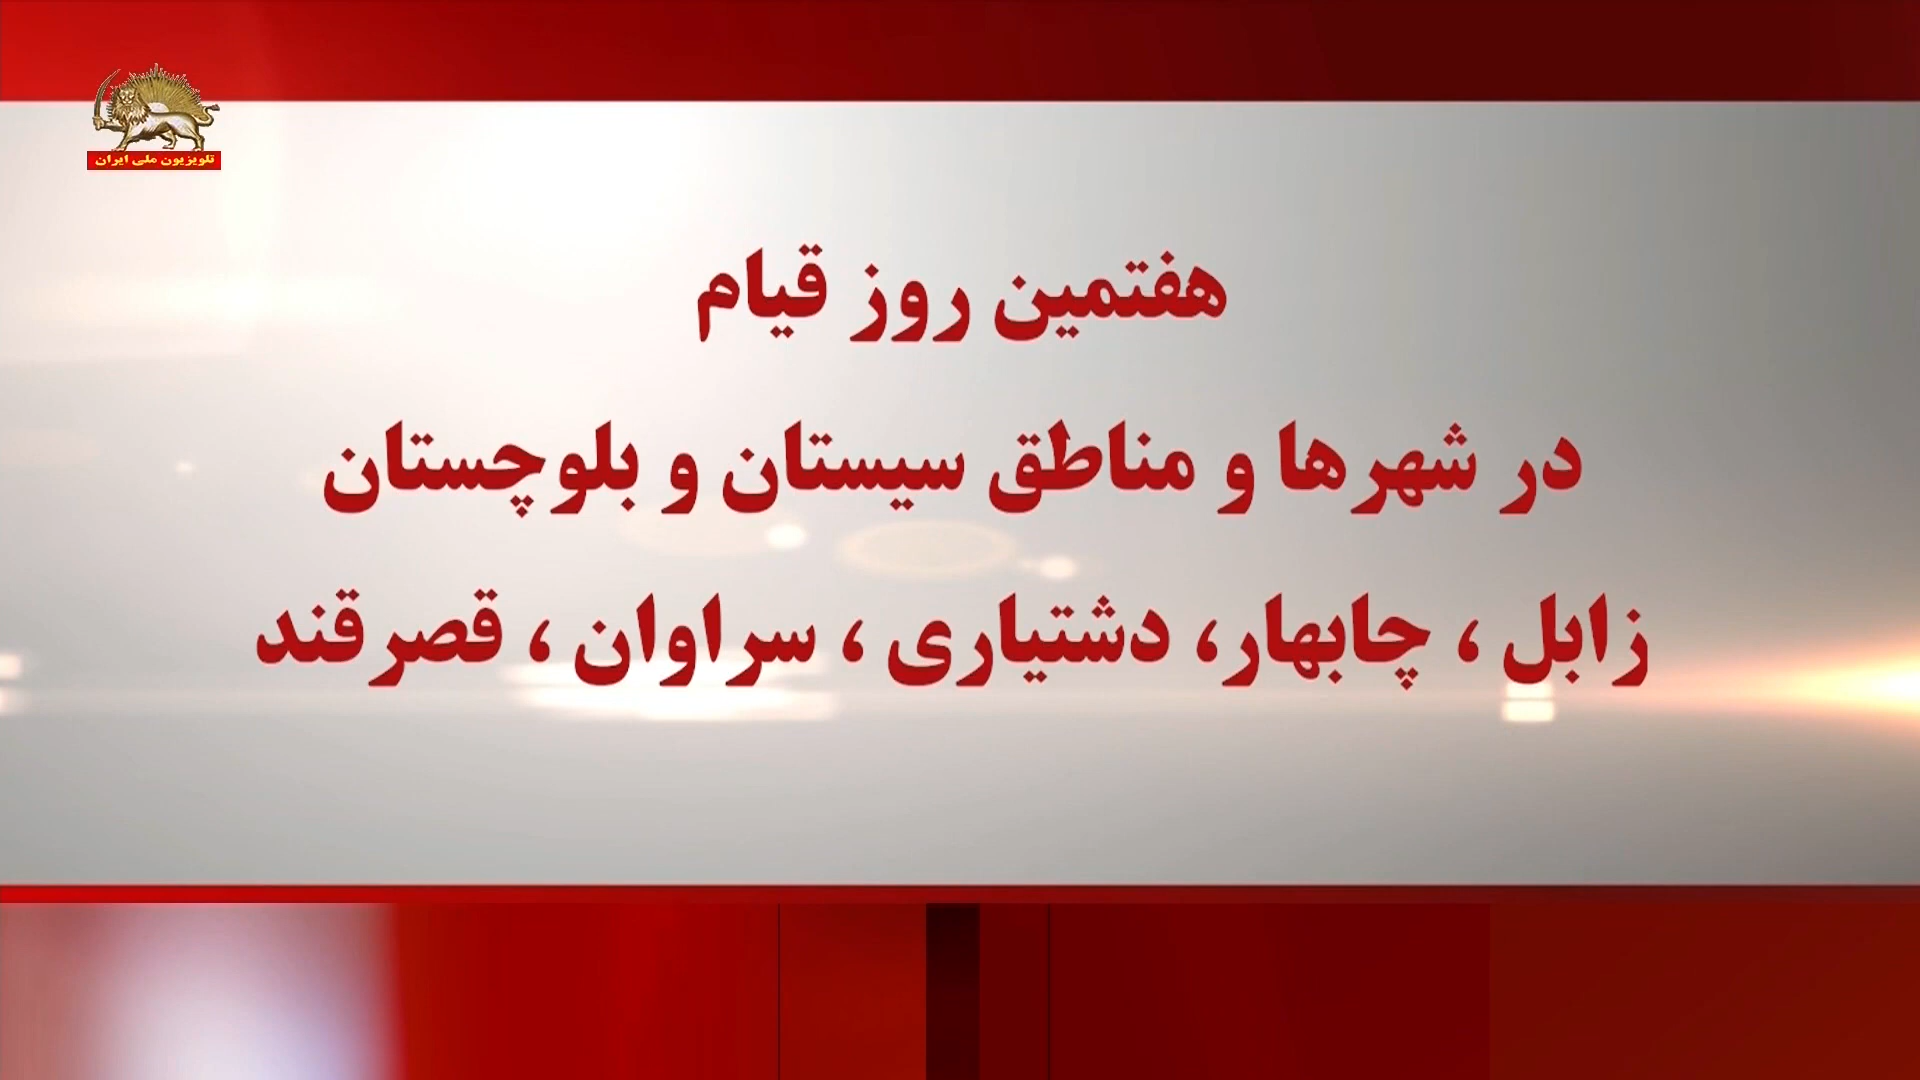 تلویزیون ملی ایران
هفتمین روز قیام
در شهرها و مناطق سیستان و بلوچستان
زابل ، چابهار، دشتیاری ، سراوان ، قصرقند